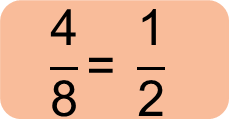 4/8 = 1/2